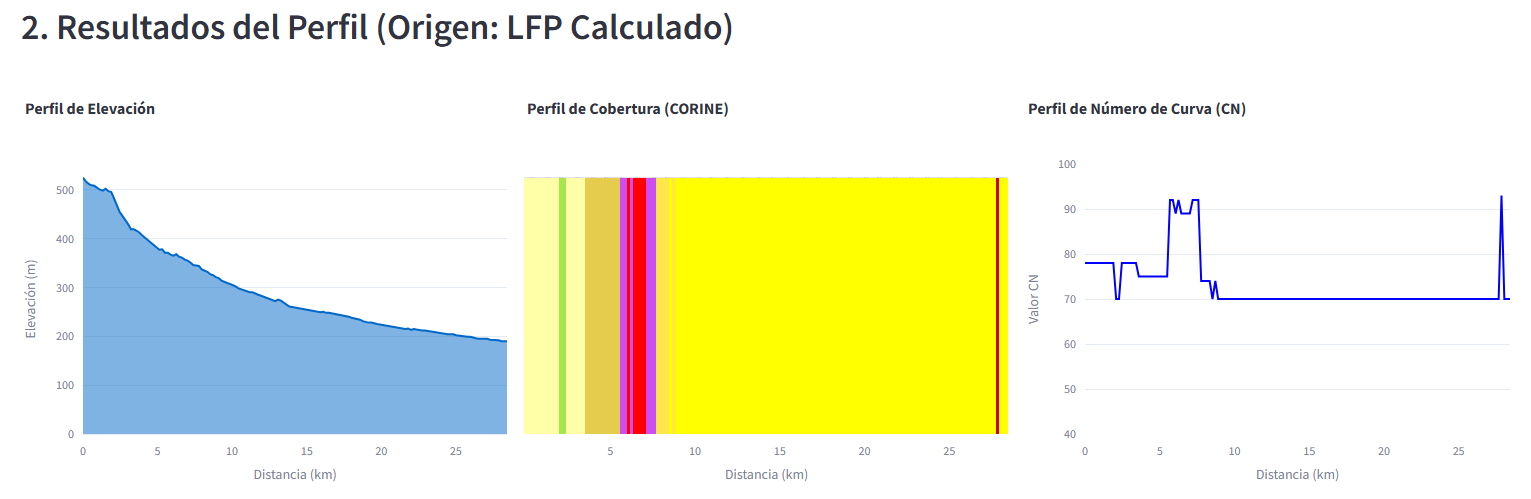 2. Resultados del Perfil (Origen: LFP Calculado)
Perfil de Elevación
Elevación (m)
500
400
300
200
100
0
0 5 10 15 20 25
Distancia (km)
Perfil de Cobertura (CORINE)
5 10 15 20 25
Distancia (km)
Perfil de Número de Curva (CN)
Valor CN
100
90
80
70
60
50
40
0 5 10 15 20 25
Distancia (km)